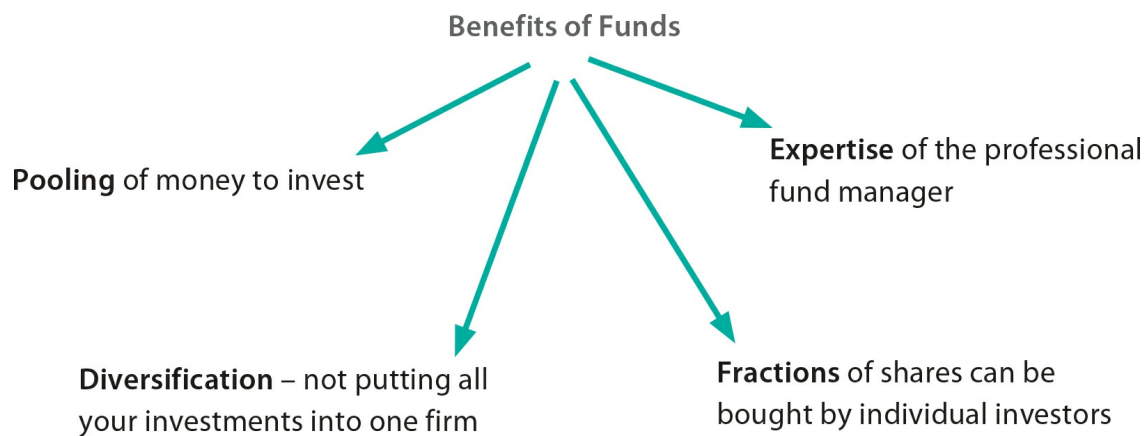 Benefits of Funds
Pooling of money to invest
Expertise of the professional
fund manager
Diversification – not putting all
your investments into one firm
Fractions of shares can be
bought by individual investors